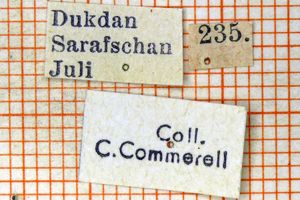 Dukdan
Sarafschan
Juli
235.
Coll.
C. Commerell